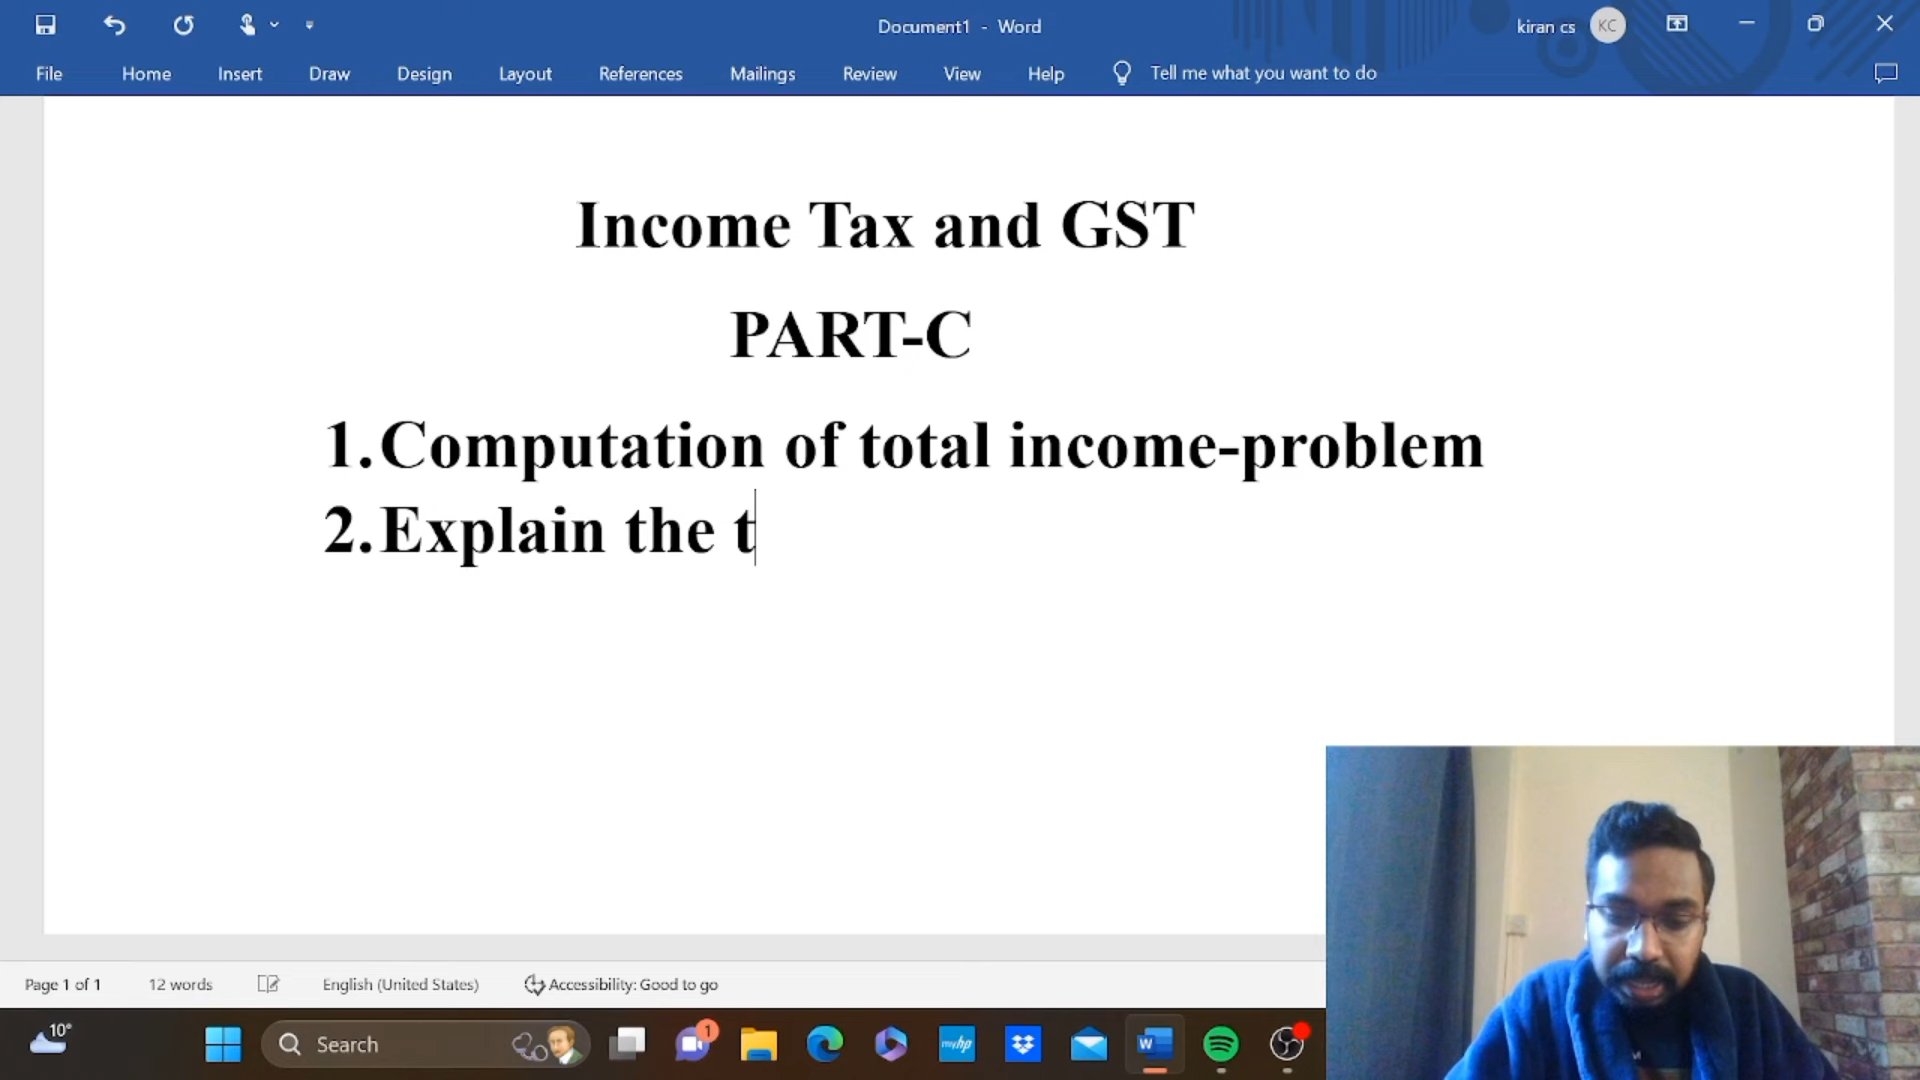 Document1 - Word
kiran cs KC
File Home Insert Draw Design Layout References Mailings Review View Help Tell me what you want to do
Income Tax and GST
PART-C
1.Computation of total income-problem
2.Explain the t
Page 1 of 1 12 words English (United States) Accessibility: Good to go
10° Search 1 myhp W